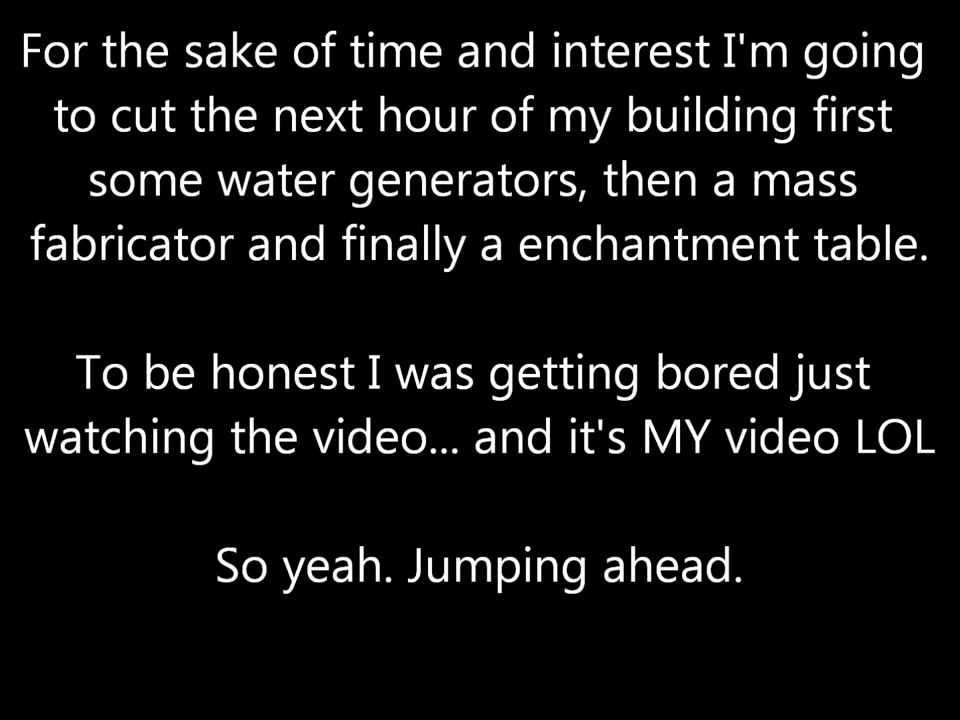 For the sake of time and interest I'm going
to cut the next hour of my building first
some water generators, then a mass
fabricator and finally a enchantment table.
To be honest I was getting bored just
watching the video... and it's MY video LOL
So yeah. Jumping ahead.